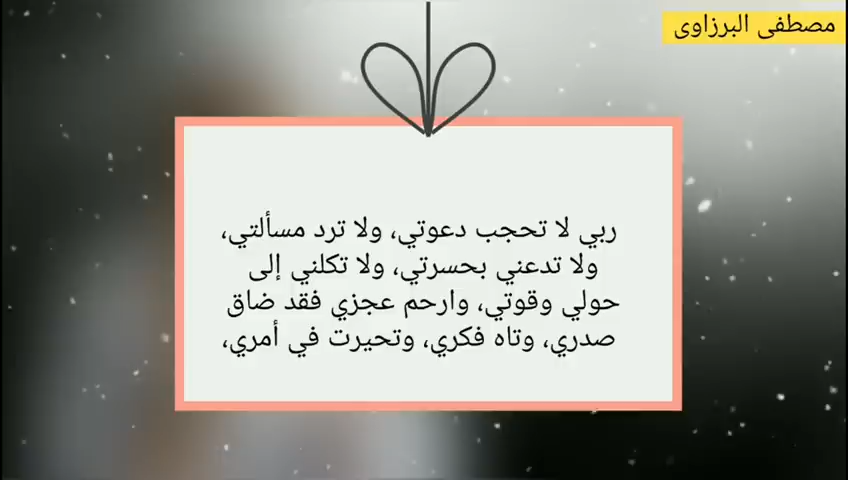 مصطفى البرزاوى
ربي لا تحجب دعوتي، ولا ترد مسألتي،
ولا تدعني بحسرتي، ولا تكلني إلى
حولي وقوتي، وارحم عجزي فقد ضاق
صدري، وتاه فكري، وتحيرت في أمري،